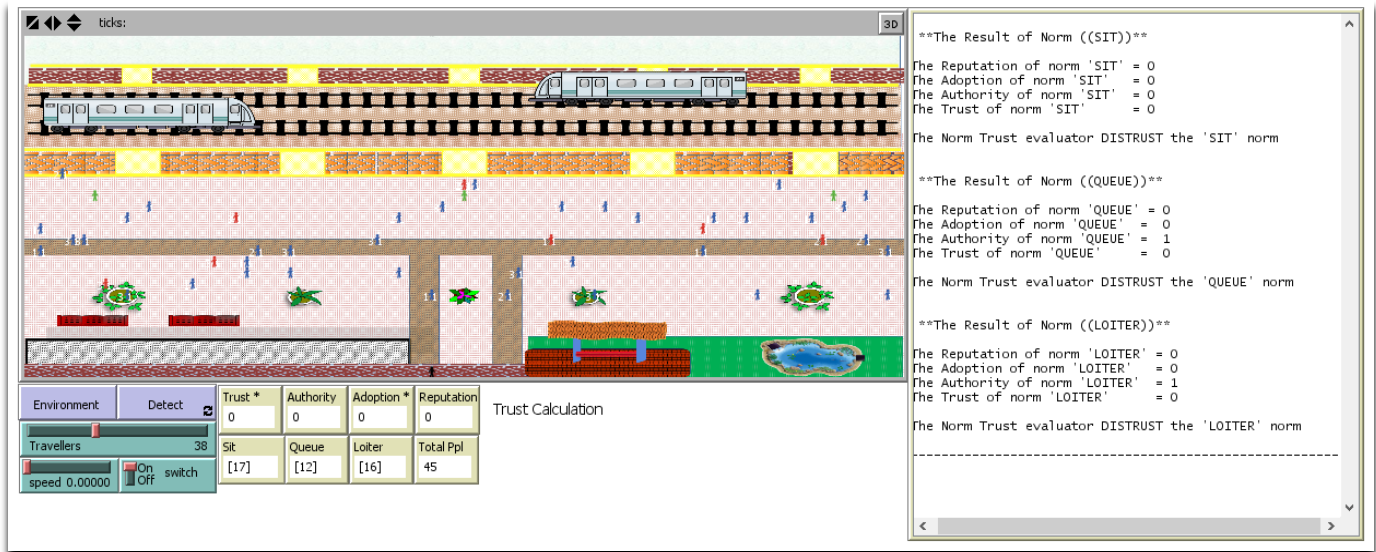 ticks:
3D
Environment
Detect
Travellers 38
speed 0.00000
On
Off
switch
Trust *
0
Authority
0
Adoption *
0
Reputation
0
Sit
[17]
Queue
[12]
Loiter
[16]
Total Ppl
45
Trust Calculation
**The Result of Norm ((SIT))**
The Reputation of norm 'SIT' = 0
The Adoption of norm 'SIT' = 0
The Authority of norm 'SIT' = 0
The Trust of norm 'SIT' = 0
The Norm Trust evaluator DISTRUST the 'SIT' norm
**The Result of Norm ((QUEUE))**
The Reputation of norm 'QUEUE' = 0
The Adoption of norm 'QUEUE' = 0
The Authority of norm 'QUEUE' = 1
The Trust of norm 'QUEUE' = 0
The Norm Trust evaluator DISTRUST the 'QUEUE' norm
**The Result of Norm ((LOITER))**
The Reputation of norm 'LOITER' = 0
The Adoption of norm 'LOITER' = 0
The Authority of norm 'LOITER' = 1
The Trust of norm 'LOITER' = 0
The Norm Trust evaluator DISTRUST the 'LOITER' norm